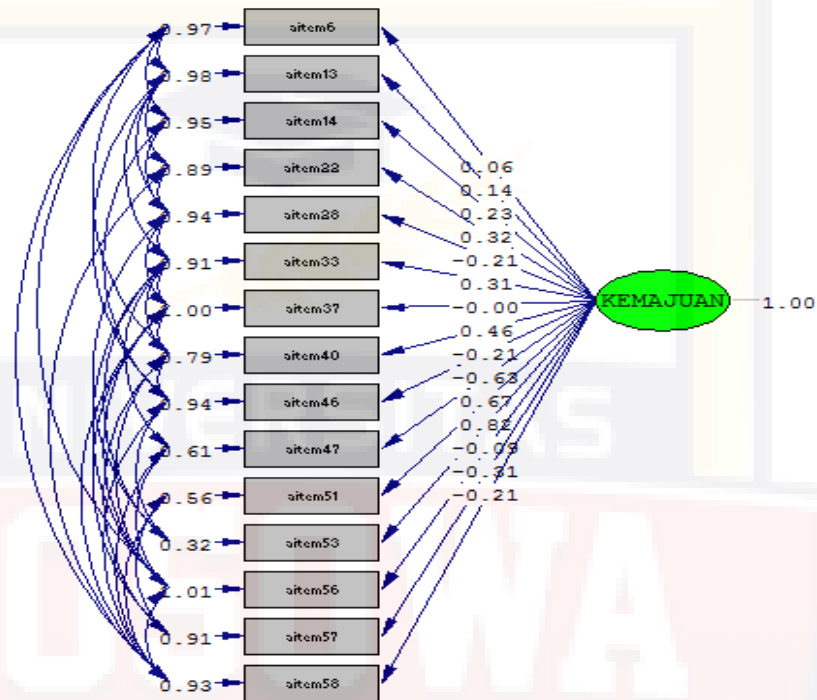 0.97 aitem6
0.98 aitem13
0.95 aitem14
0.89 aitem22
0.94 aitem28
0.91 aitem33
1.00 aitem37
0.79 aitem40
0.94 aitem46
0.61 aitem47
0.56 aitem51
0.32 aitem53
1.01 aitem56
0.91 aitem57
0.93 aitem58
0.06
0.14
0.23
0.32
-0.21
0.31
-0.00
0.46
-0.21
-0.63
0.67
0.82
-0.09
-0.31
-0.21
KEMAJUAN 1.00